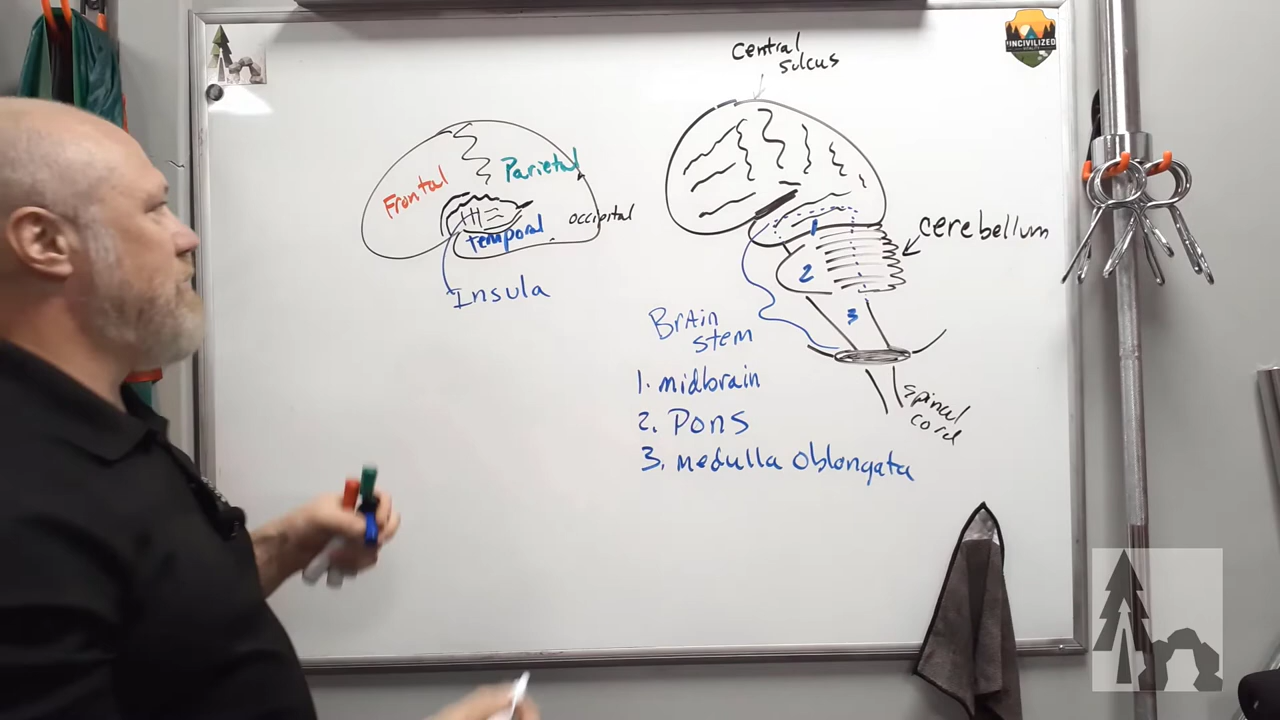 Frontal
Parietal
occipital
temporal
Insula
central
sulcus
1
2
3
cerebellum
Brain
stem
1. midbrain
2. Pons
3. medulla oblongata
spinal
cord
UNCIVILIZED